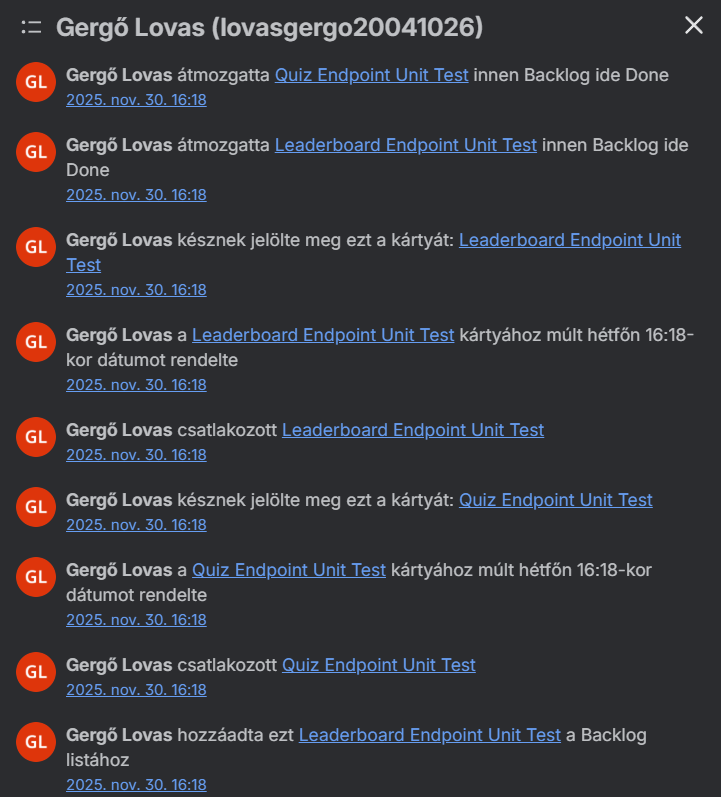 Gergő Lovas (lovasgergo20041026)
GL
Gergő Lovas átmozgatta Quiz Endpoint Unit Test innen Backlog ide Done
2025. nov. 30. 16:18
GL
Gergő Lovas átmozgatta Leaderboard Endpoint Unit Test innen Backlog ide
Done
2025. nov. 30. 16:18
GL
Gergő Lovas késznek jelölte meg ezt a kártyát: Leaderboard Endpoint Unit
Test
2025. nov. 30. 16:18
GL
Gergő Lovas a Leaderboard Endpoint Unit Test kártyához múlt hétfőn 16:18-
kor dátumot rendelte
2025. nov. 30. 16:18
GL
Gergő Lovas csatlakozott Leaderboard Endpoint Unit Test
2025. nov. 30. 16:18
GL
Gergő Lovas késznek jelölte meg ezt a kártyát: Quiz Endpoint Unit Test
2025. nov. 30. 16:18
GL
Gergő Lovas a Quiz Endpoint Unit Test kártyához múlt hétfőn 16:18-kor
dátumot rendelte
2025. nov. 30. 16:18
GL
Gergő Lovas csatlakozott Quiz Endpoint Unit Test
2025. nov. 30. 16:18
GL
Gergő Lovas hozzáadta ezt Leaderboard Endpoint Unit Test a Backlog
listához
2025. nov. 30. 16:18